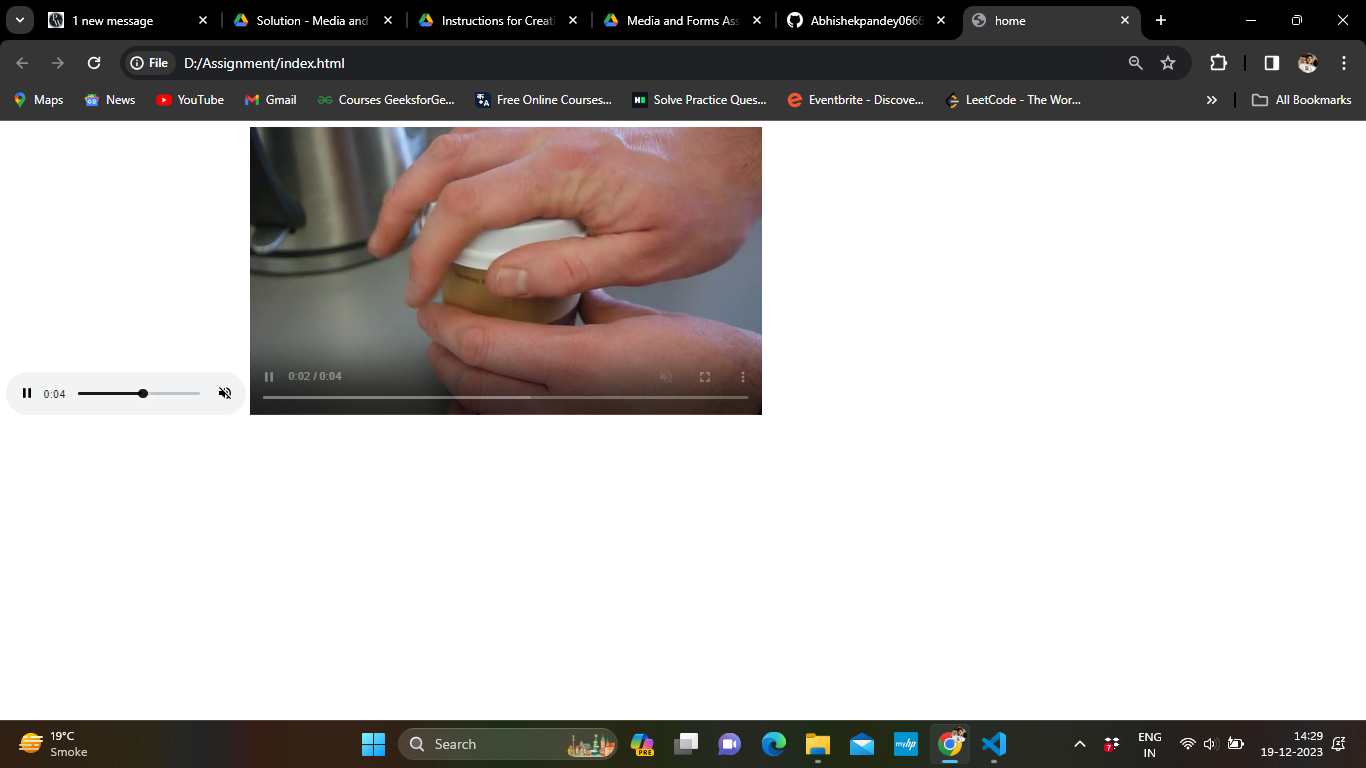 1 new message
Solution - Media and
Instructions for Creati
Media and Forms Ass
Abhishekpandey0666
home
File
D:/Assignment/index.html
Maps
News
YouTube
Gmail
Courses GeeksforGe...
Free Online Courses...
Solve Practice Ques...
Eventbrite - Discove...
LeetCode - The Wor...
All Bookmarks
0:02 / 0:04
0:04
19°C
Smoke
Search
PRE
myhp
7
ENG
IN
14:29
19-12-2023